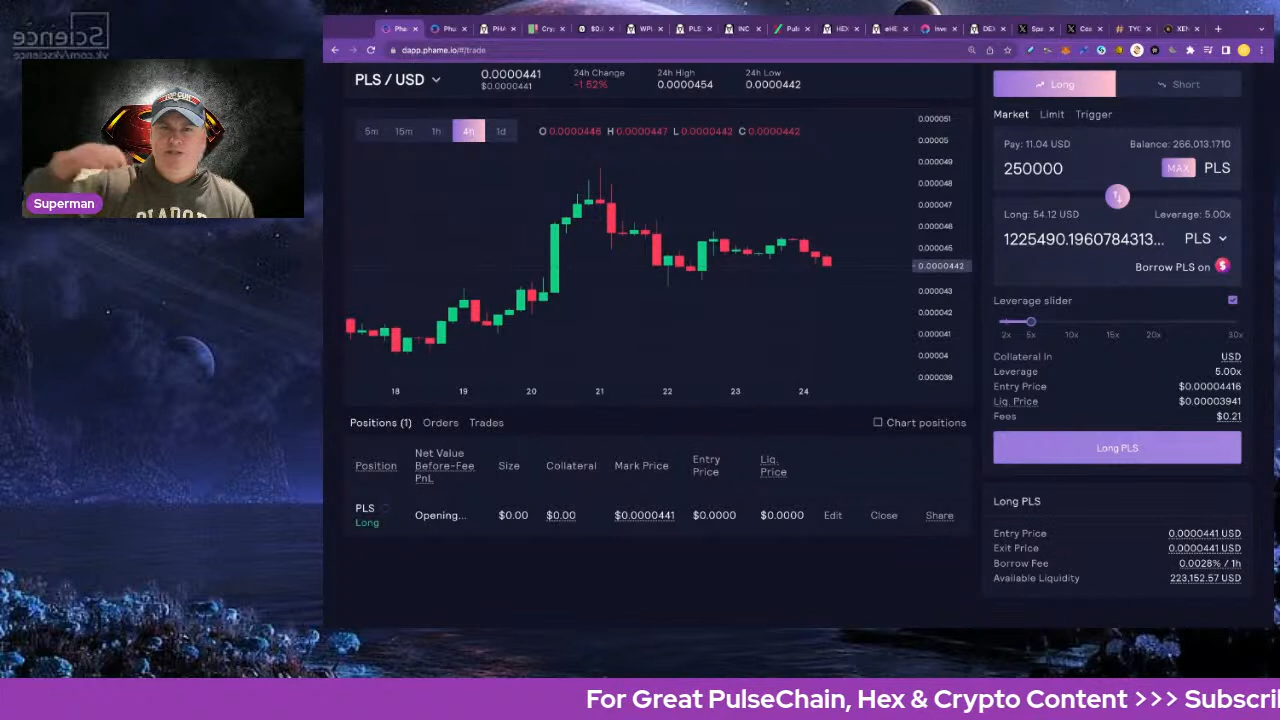 Science
vk.com/vkscience
Superman
dapp.phame.io/#/trade
PLS / USD
0.0000441
$0.0000441
24h Change
-1.52%
24h High
0.0000454
24h Low
0.0000442
5m 15m 1h 4h 1d
O 0.0000446 H 0.0000447 L 0.0000442 C 0.0000442
0.000051
0.00005
0.000049
0.000048
0.000047
0.000046
0.000045
0.0000442
0.000043
0.000042
0.000041
0.00004
0.000039
18 19 20 21 22 23 24
Positions (1) Orders Trades
Chart positions
Position
Net Value
Before-Fee
PnL
Size
Collateral
Mark Price
Entry
Price
Liq.
Price
PLS
Long
Opening...
$0.00
$0.00
$0.0000441
$0.0000
$0.0000
Edit
Close
Share
Long
Short
Market Limit Trigger
Pay: 11.04 USD Balance: 266,013.1710
250000 MAX PLS
Long: 54.12 USD Leverage: 5.00x
1225490.1960784313... PLS
Borrow PLS on
Leverage slider
2x 5x 10x 15x 20x 30x
Collateral In USD
Leverage 5.00x
Entry Price $0.00004416
Liq. Price $0.00003941
Fees $0.21
Long PLS
Long PLS
Entry Price 0.0000441 USD
Exit Price 0.0000441 USD
Borrow Fee 0.0028% / 1h
Available Liquidity 223,152.57 USD
For Great PulseChain, Hex & Crypto Content >>> Subscri